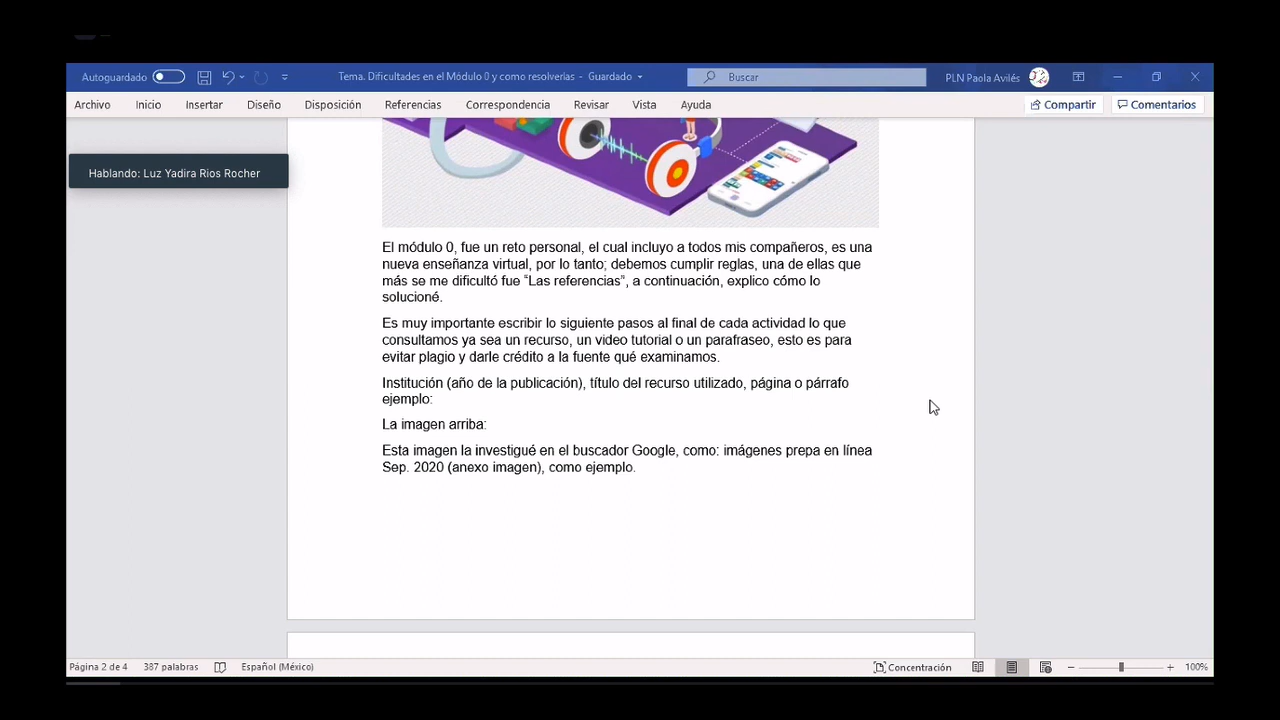 Autoguardado
Tema. Dificultades en el Módulo 0 y como resolverlas - Guardado
Buscar
PLN Paola Avilés
Archivo Inicio Insertar Diseño Disposición Referencias Correspondencia Revisar Vista Ayuda Compartir Comentarios
Hablando: Luz Yadira Rios Rocher
El módulo 0, fue un reto personal, el cual incluyo a todos mis compañeros, es una
nueva enseñanza virtual, por lo tanto; debemos cumplir reglas, una de ellas que
más se me dificultó fue “Las referencias”, a continuación, explico cómo lo
solucioné.
Es muy importante escribir lo siguiente pasos al final de cada actividad lo que
consultamos ya sea un recurso, un video tutorial o un parafraseo, esto es para
evitar plagio y darle crédito a la fuente qué examinamos.
Institución (año de la publicación), título del recurso utilizado, página o párrafo
ejemplo:
La imagen arriba:
Esta imagen la investigué en el buscador Google, como: imágenes prepa en línea
Sep. 2020 (anexo imagen), como ejemplo.
Página 2 de 4 387 palabras Español (México) Concentración 100%